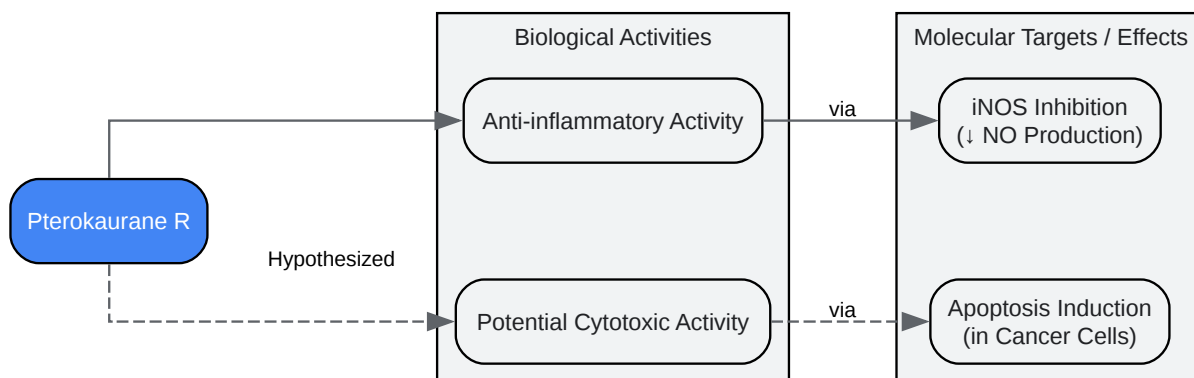 Biological Activities
Molecular Targets / Effects
Anti-inflammatory Activity
via
iNOS Inhibition
(↓ NO Production)
Pterokaurane R
Hypothesized
Potential Cytotoxic Activity
via
Apoptosis Induction
(in Cancer Cells)